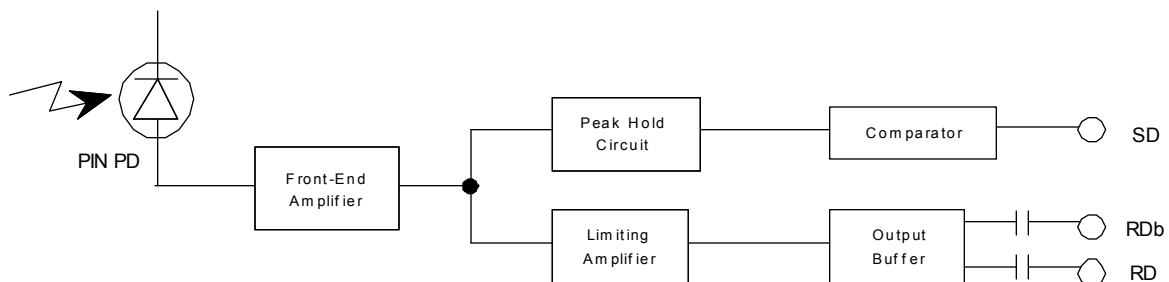 PIN PD
Front-End
Amplifier
Peak Hold
Circuit
Comparator
SD
Limiting
Amplifier
Output
Buffer
RDb
RD